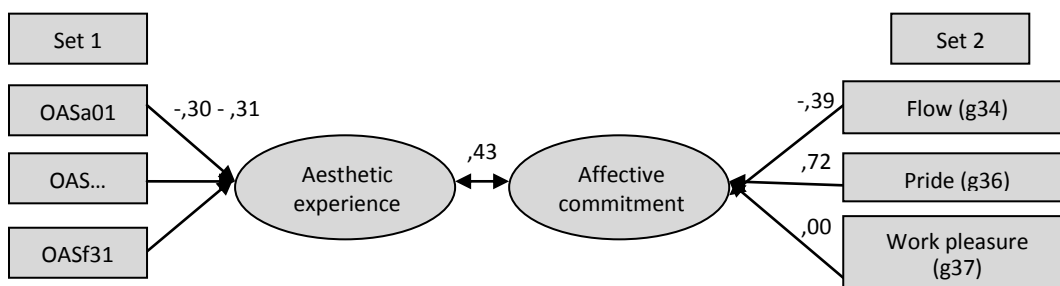 Set 1
Set 2
OASa01
-,30 - ,31
-,39
Flow (g34)
OAS...
Aesthetic
experience
,43
Affective
commitment
,72
Pride (g36)
OASf31
,00
Work pleasure
(g37)